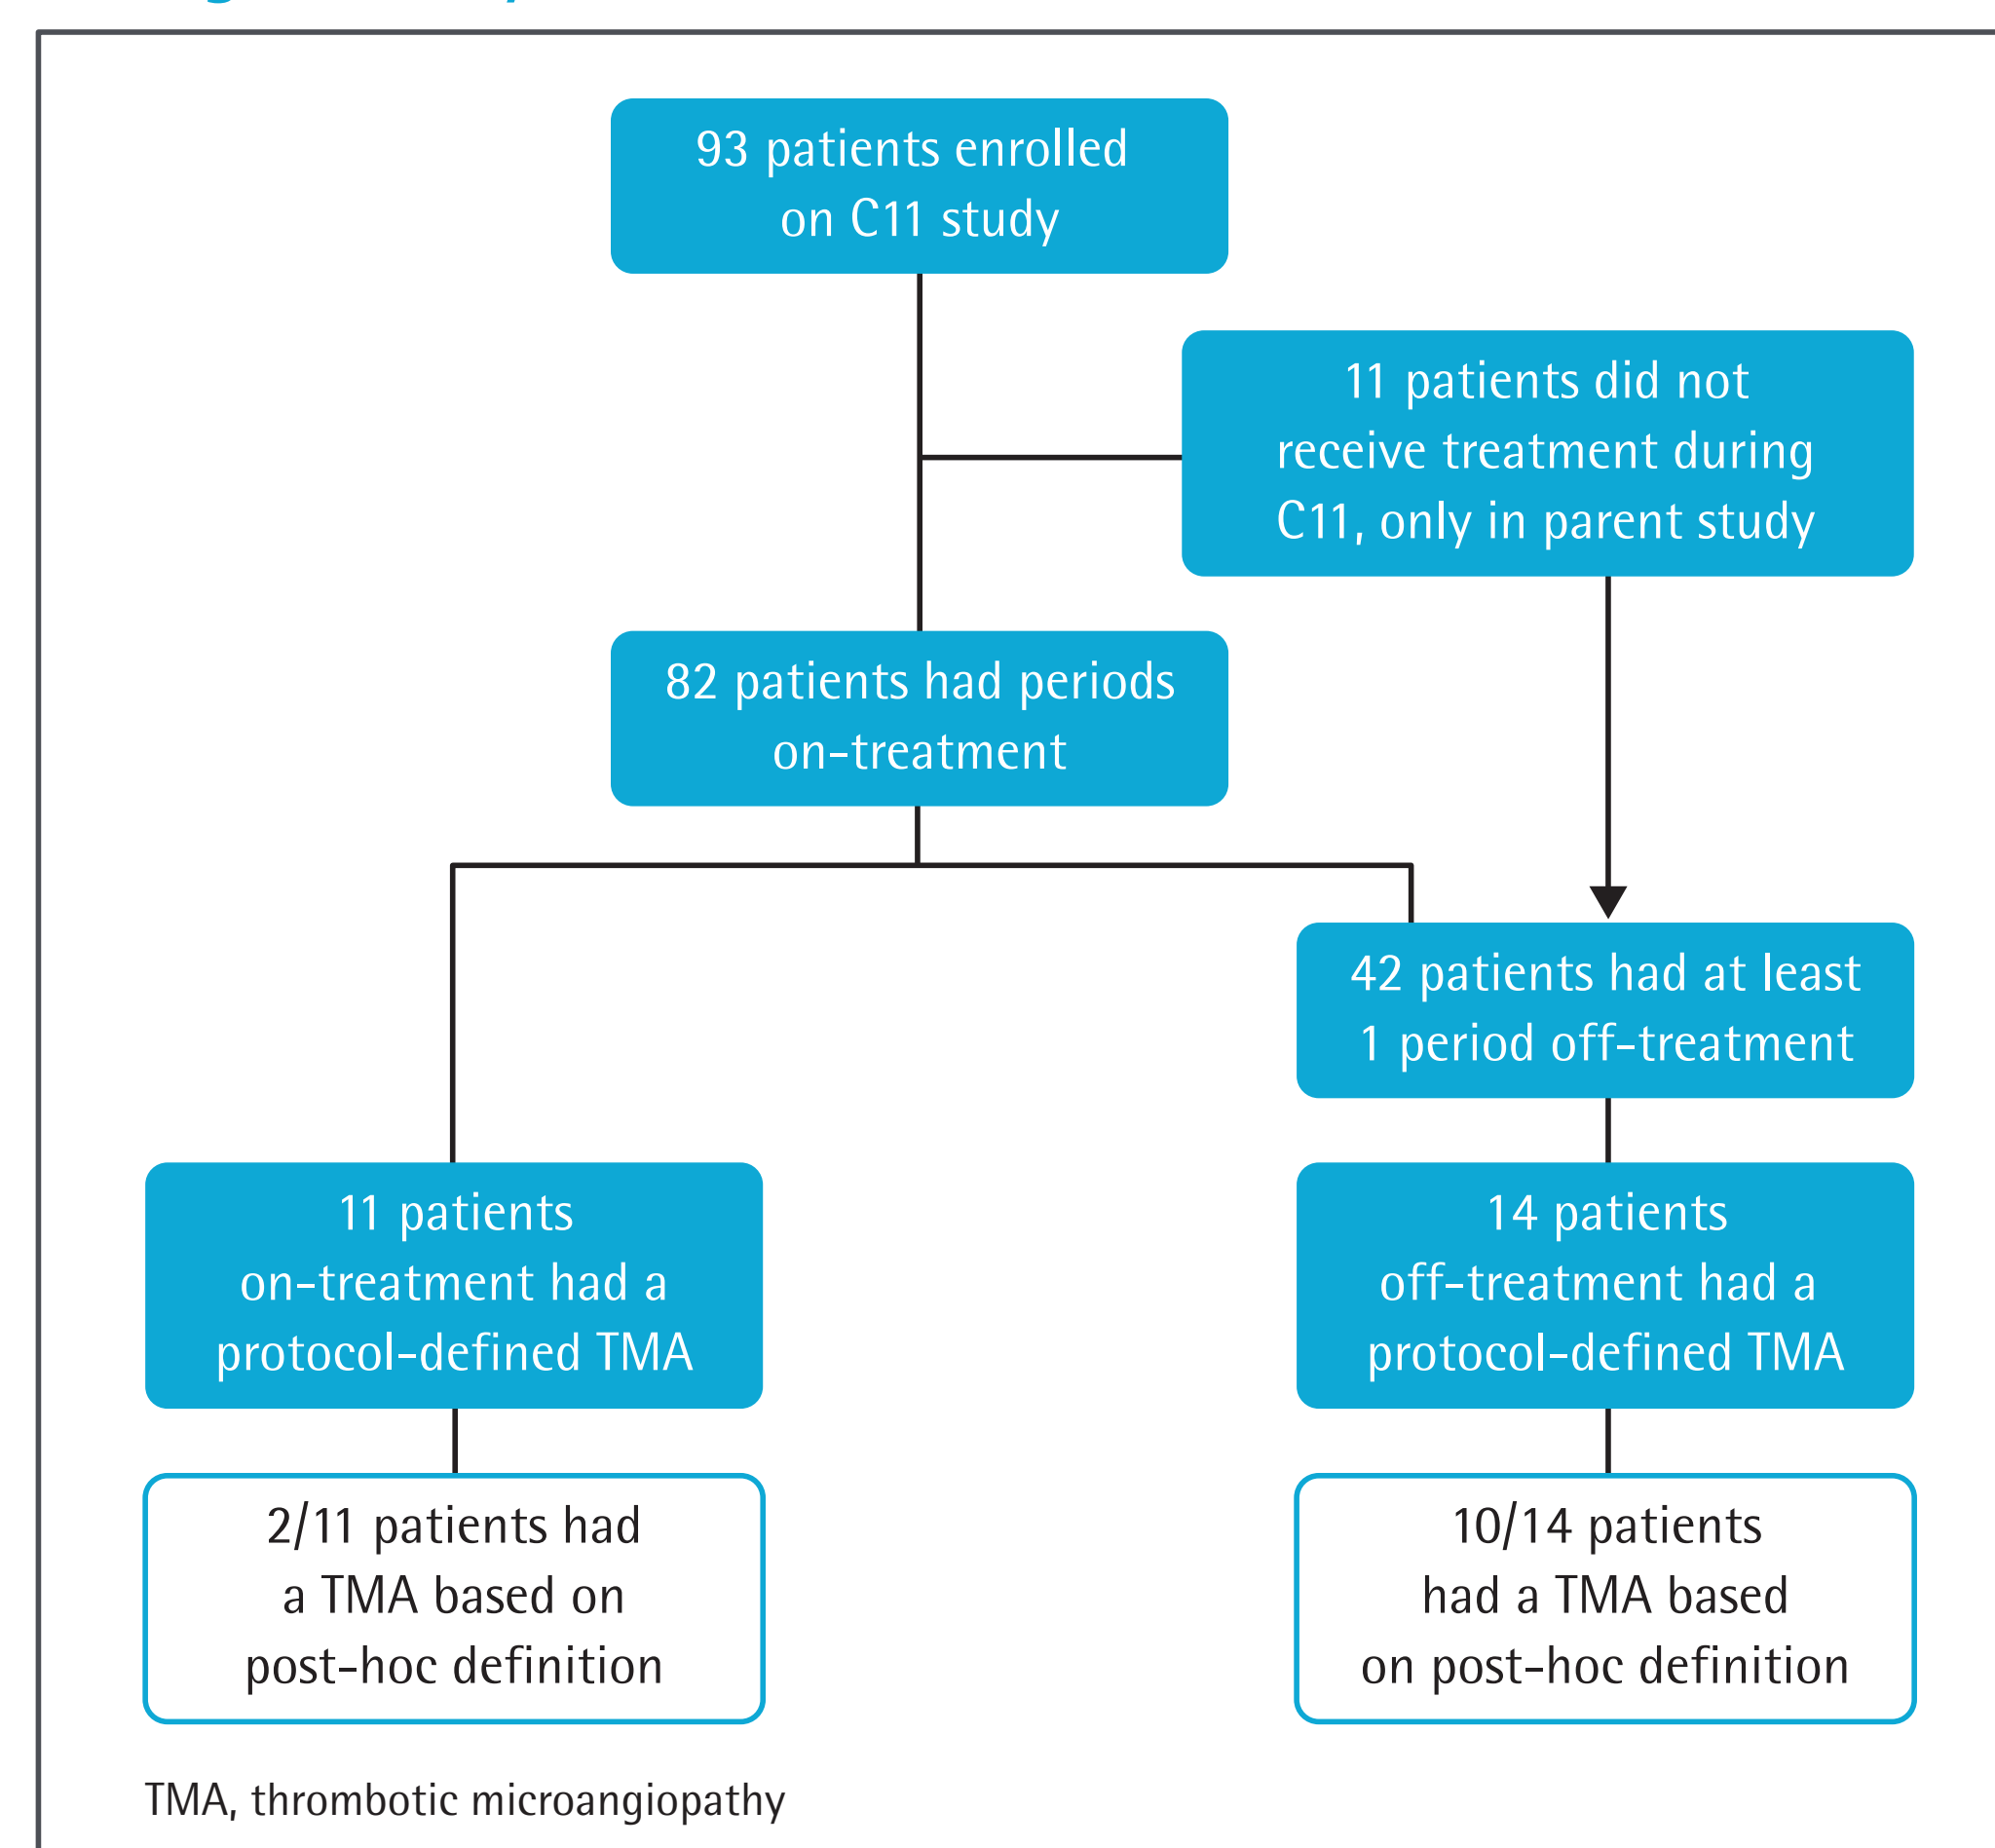 93 patients enrolled
on C11 study
11 patients did not
receive treatment during
C11, only in parent study
82 patients had periods
on-treatment
42 patients had at least
1 period off-treatment
11 patients
on-treatment had a
protocol-defined TMA
14 patients
off-treatment had a
protocol-defined TMA
2/11 patients had
a TMA based on
post-hoc definition
10/14 patients
had a TMA based
on post-hoc definition
TMA, thrombotic microangiopathy